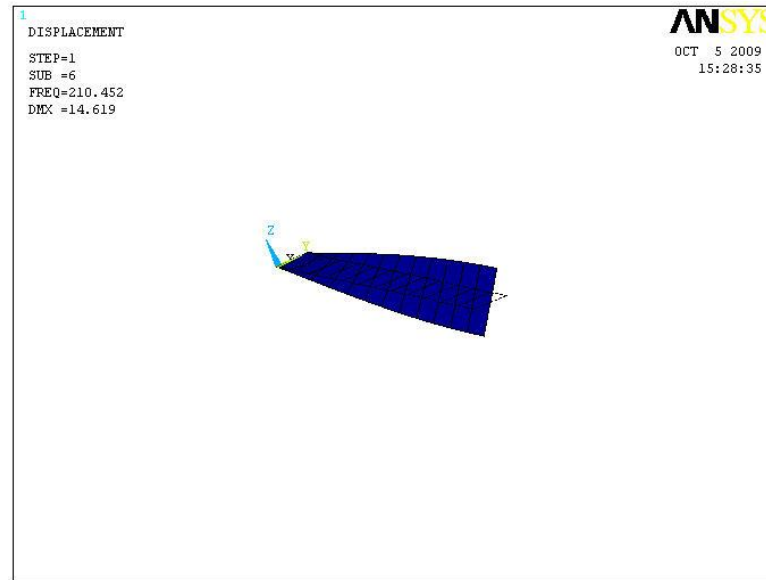 1
DISPLACEMENT
STEP=1
SUB =6
FREQ=210.452
DMX =14.619
ANSYS
OCT 5 2009
15:28:35
Z
Y
X